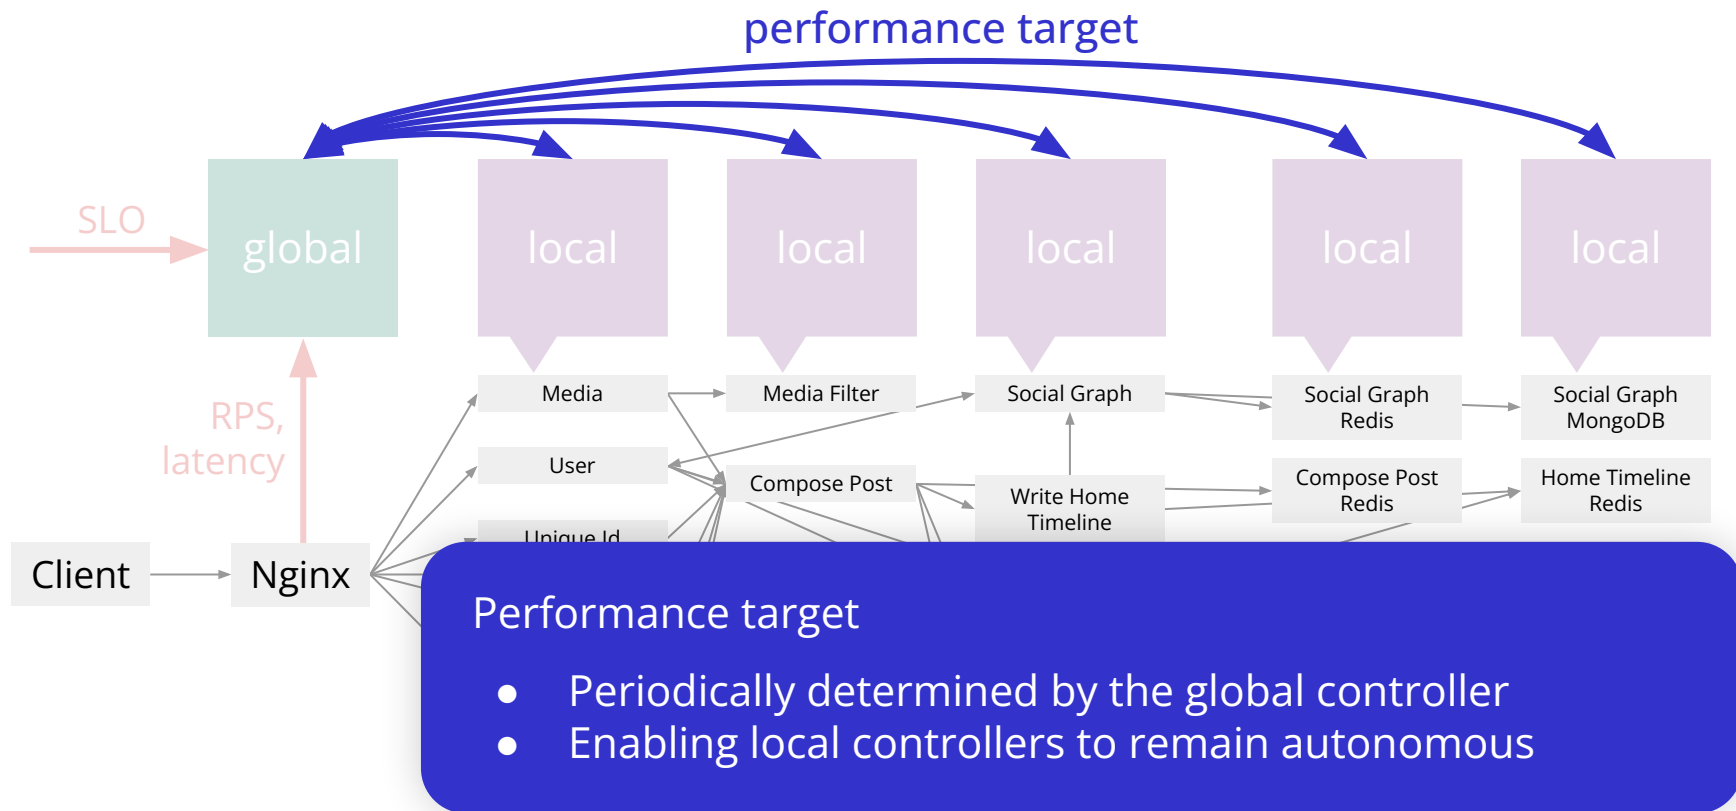 performance target
SLO
global
local
local
local
local
local
RPS,
latency
Media
Media Filter
Social Graph
Social Graph
Redis
Social Graph
MongoDB
User
Compose Post
Write Home
Timeline
Compose Post
Redis
Home Timeline
Redis
Unique Id
Client
Nginx
Performance target
● Periodically determined by the global controller
● Enabling local controllers to remain autonomous